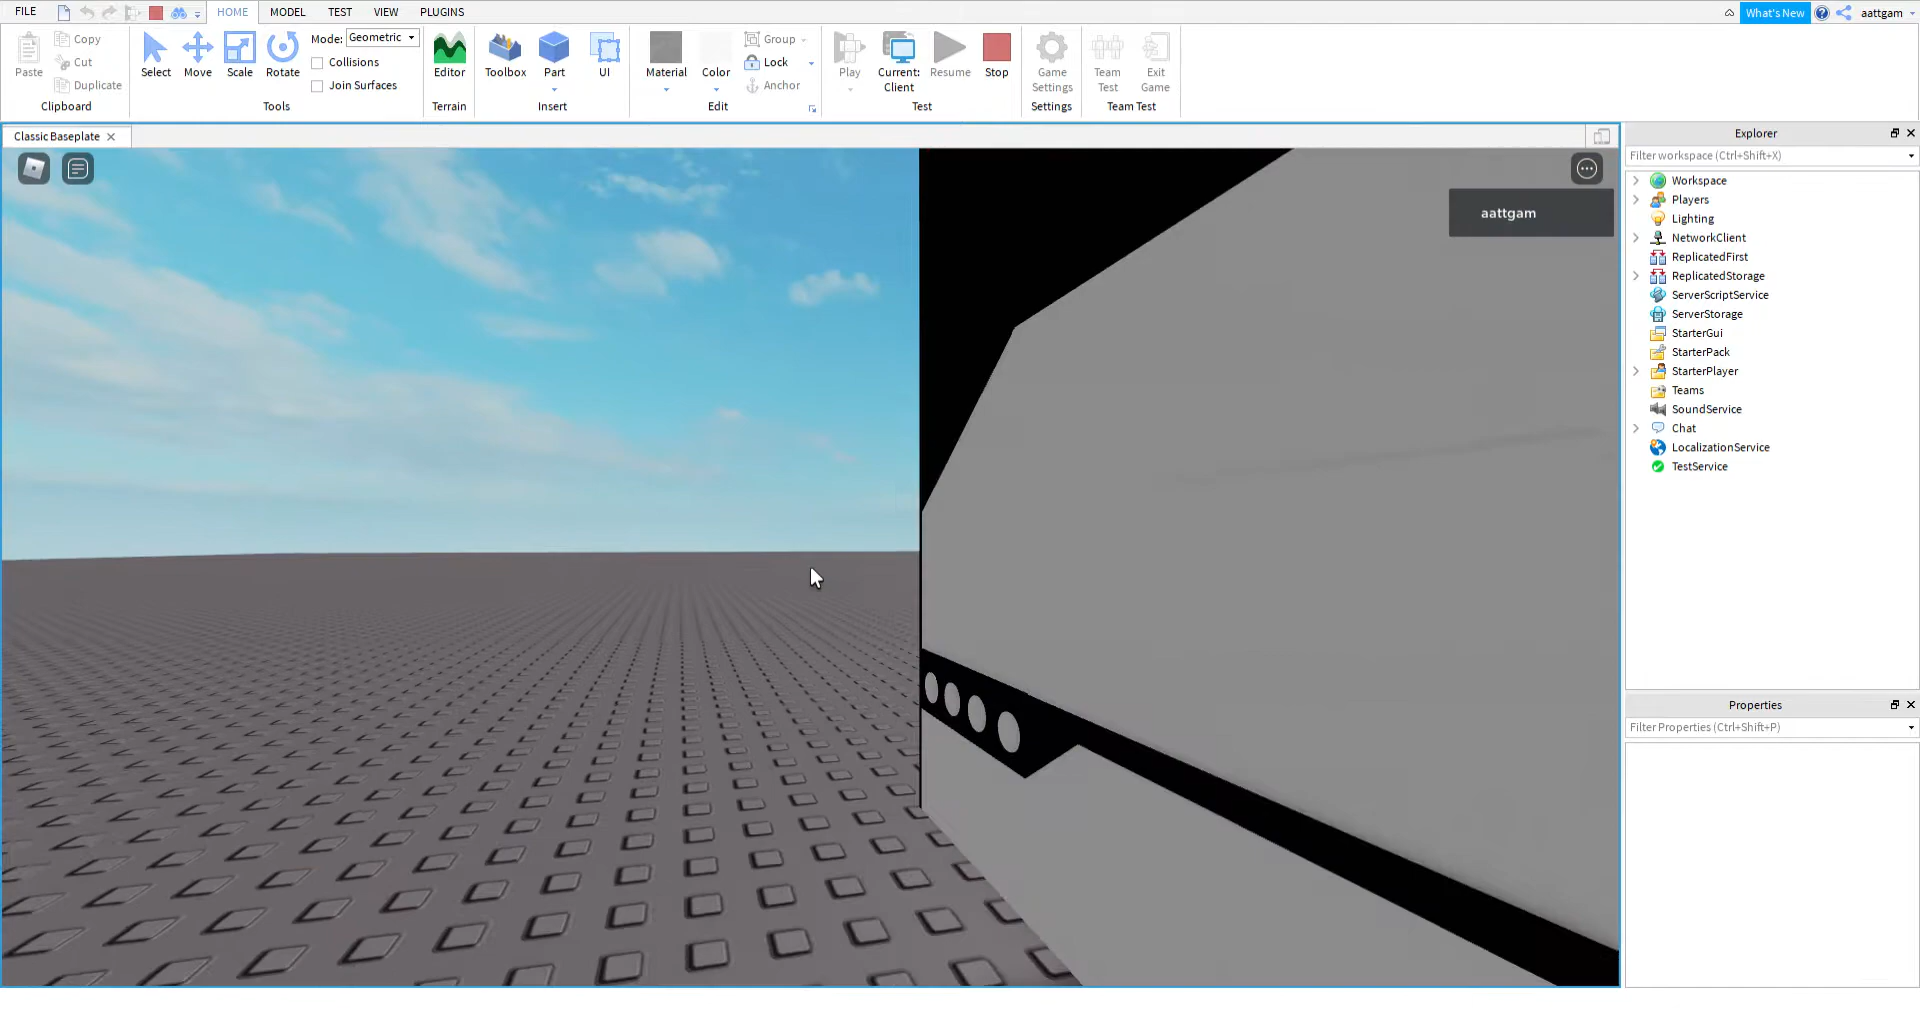 FILE HOME MODEL TEST VIEW PLUGINS What's New aattgam
Paste Copy Cut Duplicate Clipboard
Select Move Scale Rotate Mode: Geometric Collisions Join Surfaces Tools
Editor Terrain
Toolbox Part UI Insert
Material Color Group Lock Anchor Edit
Play Current: Client Resume Stop Test
Game Settings Settings
Team Test Exit Game Team Test
Classic Baseplate
aattgam
Explorer
Filter workspace (Ctrl+Shift+X)
Workspace
Players
Lighting
NetworkClient
ReplicatedFirst
ReplicatedStorage
ServerScriptService
ServerStorage
StarterGui
StarterPack
StarterPlayer
Teams
SoundService
Chat
LocalizationService
TestService
Properties
Filter Properties (Ctrl+Shift+P)